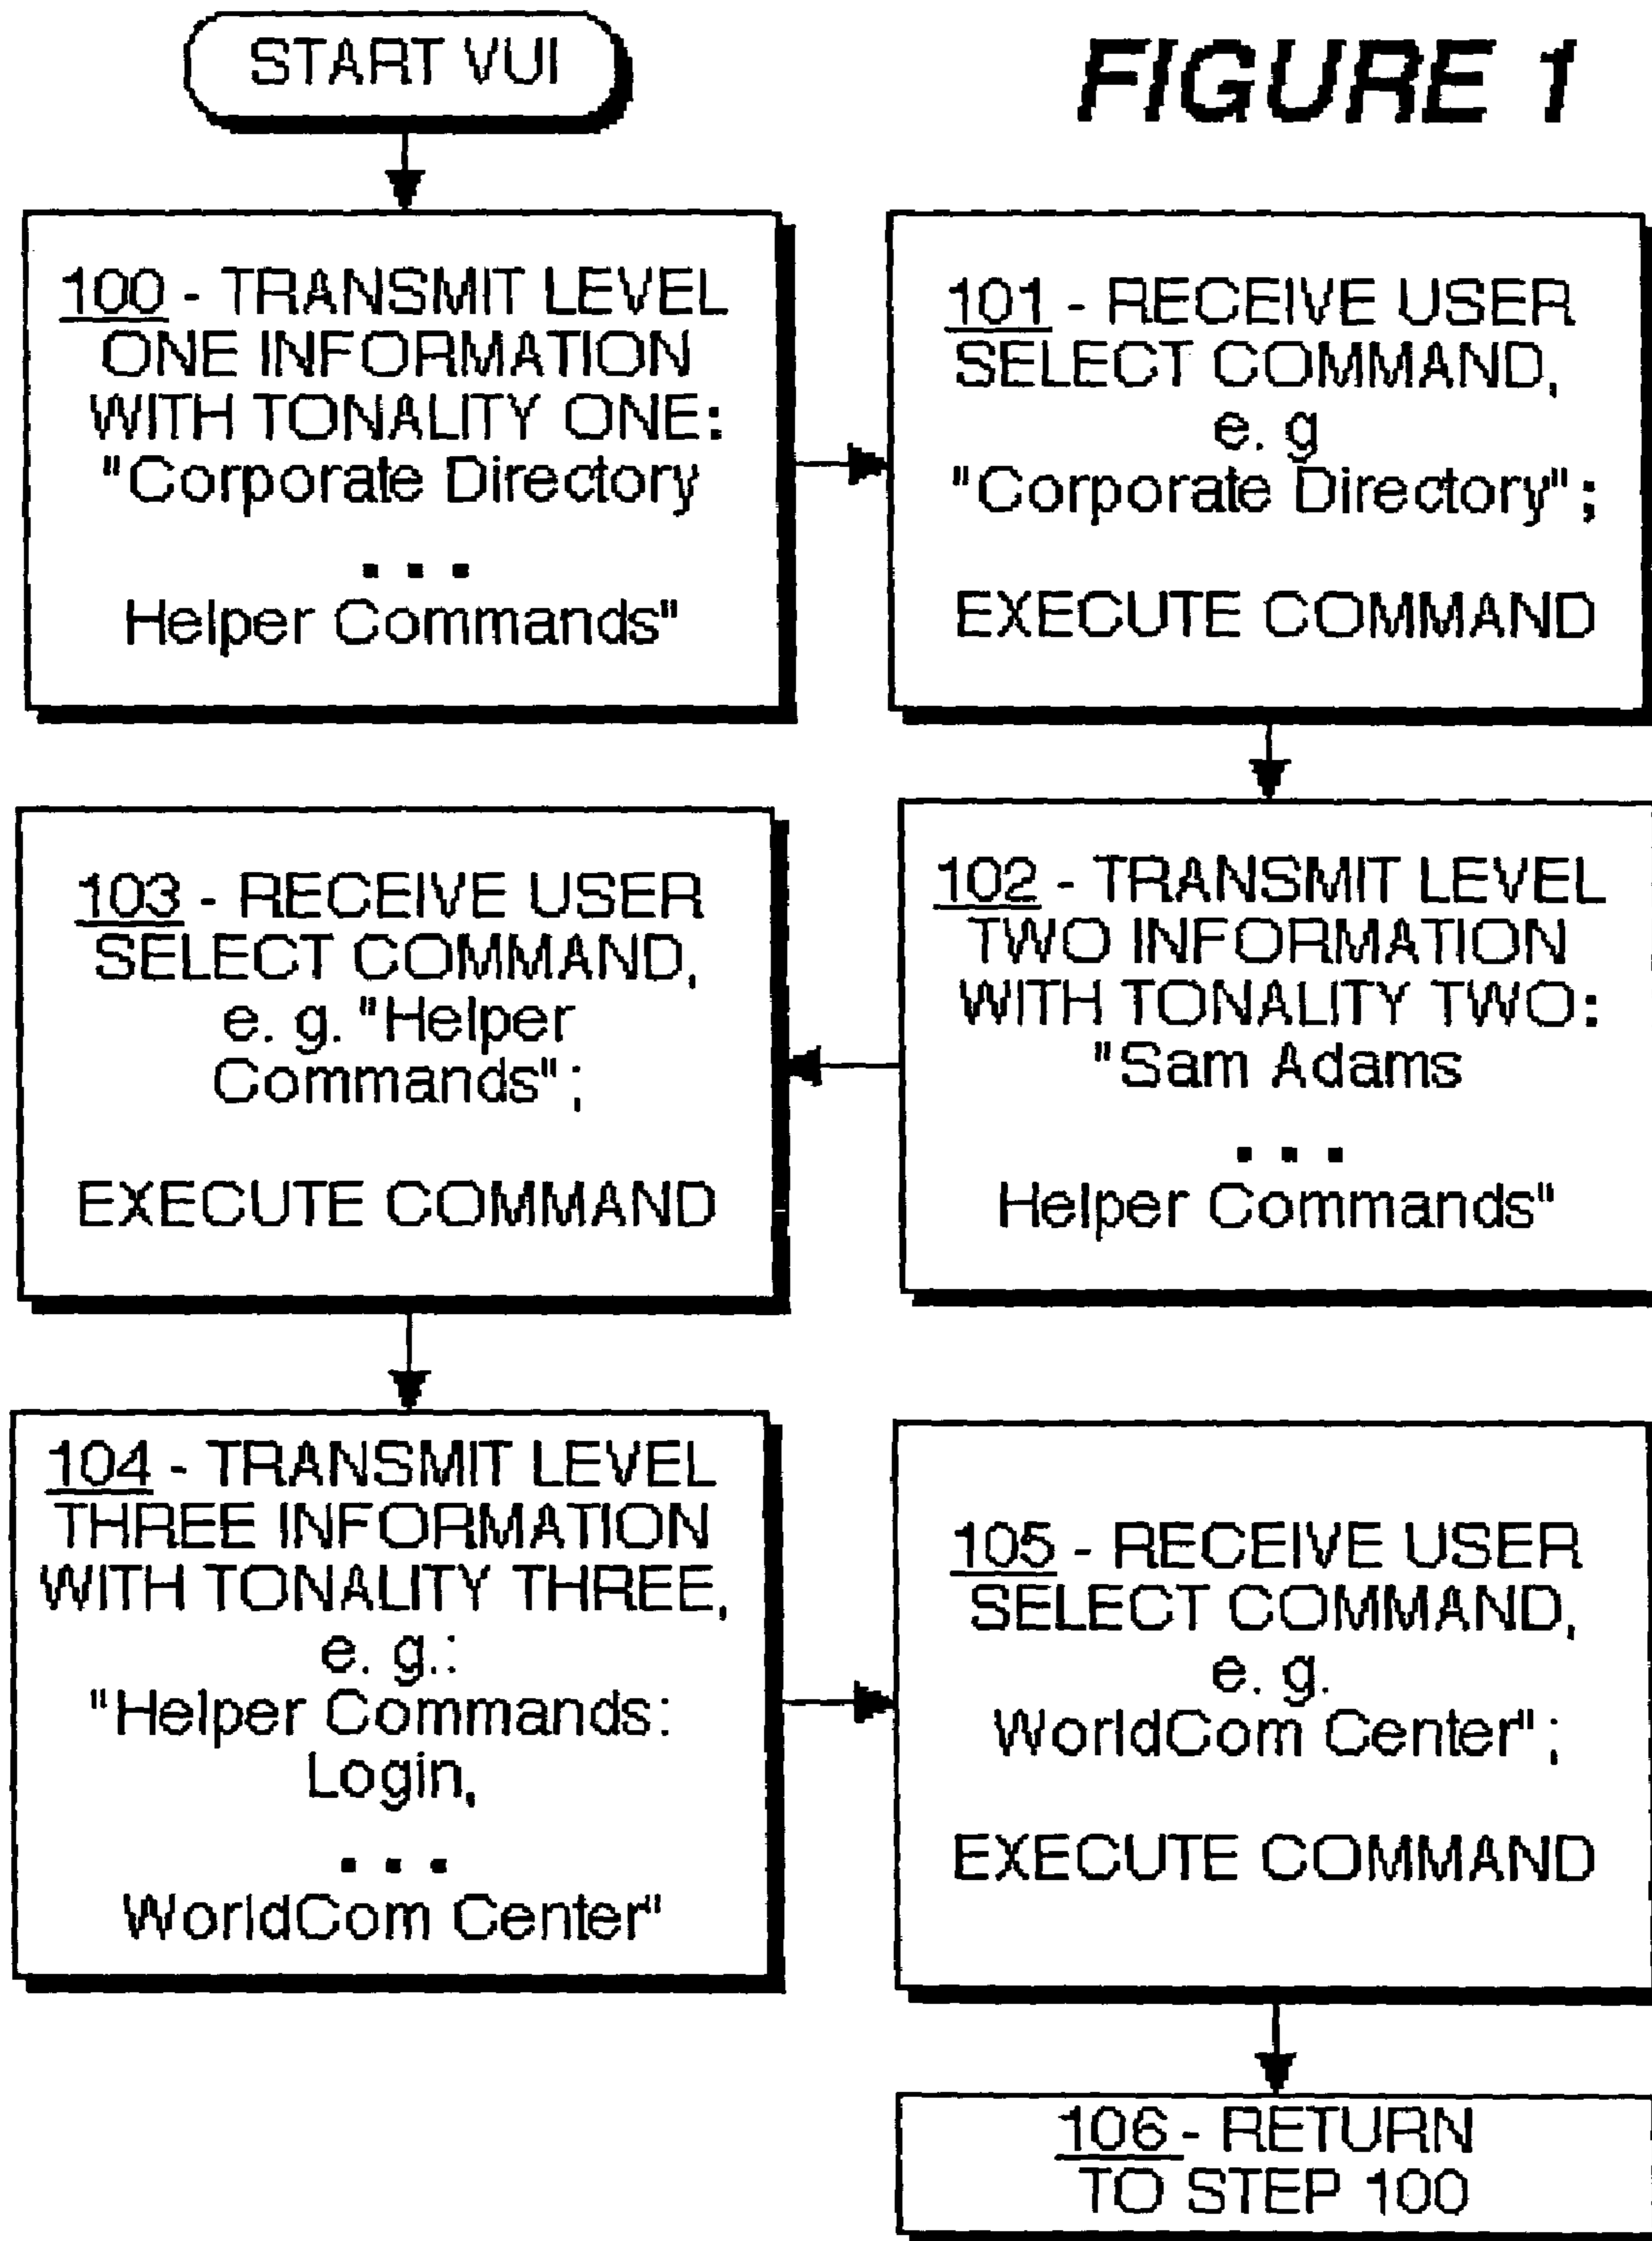 START VUI
FIGURE 1
100 - TRANSMIT LEVEL
ONE INFORMATION
WITH TONALITY ONE:
"Corporate Directory
...
Helper Commands"
101 - RECEIVE USER
SELECT COMMAND,
e. g
"Corporate Directory";
EXECUTE COMMAND
102 - TRANSMIT LEVEL
TWO INFORMATION
WITH TONALITY TWO:
"Sam Adams
...
Helper Commands"
103 - RECEIVE USER
SELECT COMMAND,
e. g. "Helper
Commands";
EXECUTE COMMAND
104 - TRANSMIT LEVEL
THREE INFORMATION
WITH TONALITY THREE,
e. g.:
"Helper Commands:
Login,
...
WorldCom Center"
105 - RECEIVE USER
SELECT COMMAND,
e. g.
WorldCom Center";
EXECUTE COMMAND
106 - RETURN
TO STEP 100